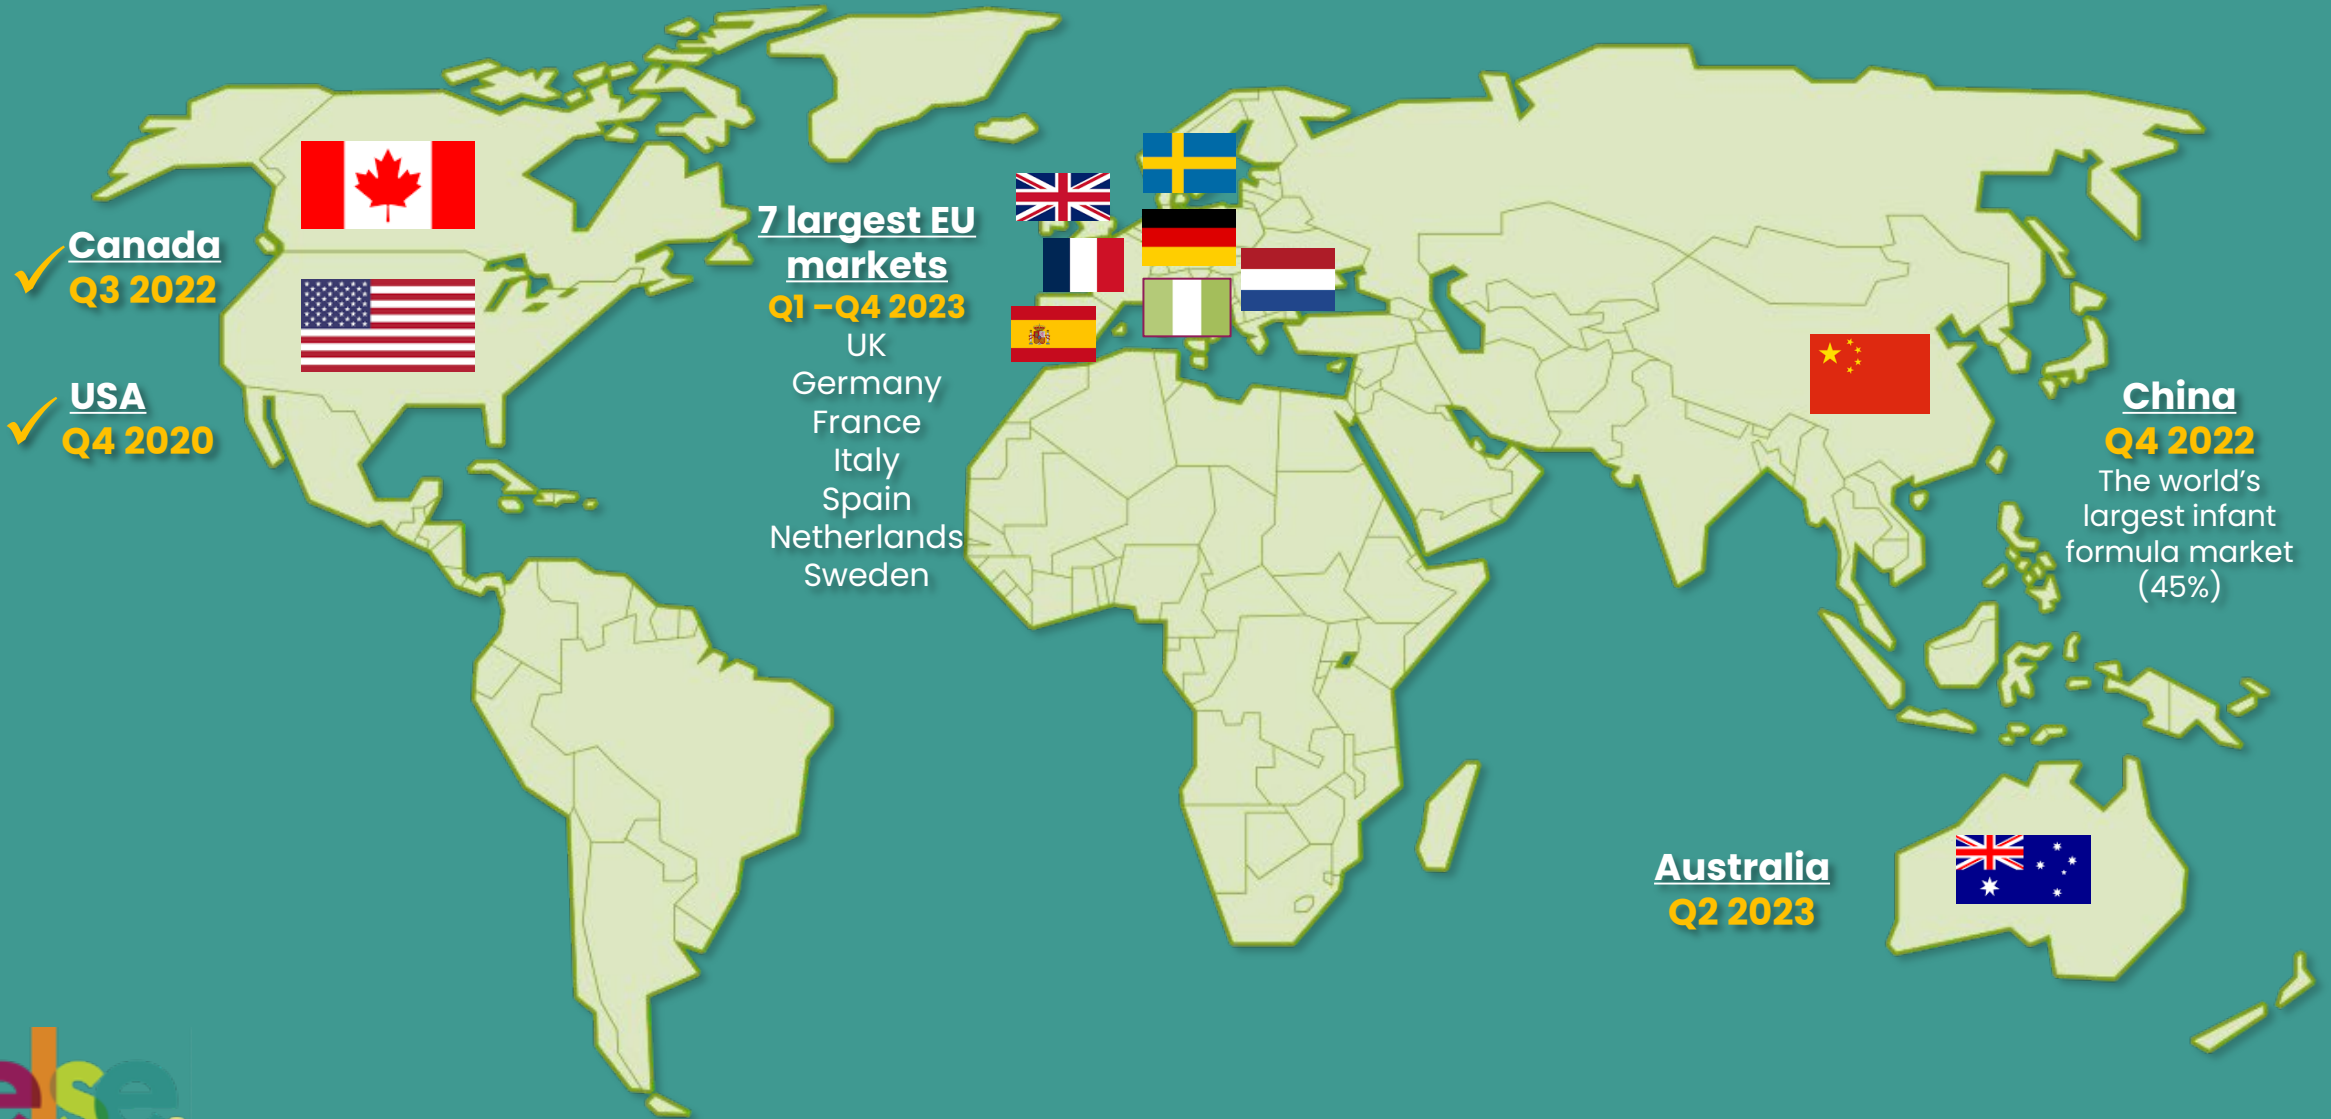 Canada
Q3 2022
USA
Q4 2020
7 largest EU
markets
Q1 –Q4 2023
UK
Germany
France
Italy
Spain
Netherlands
Sweden
China
Q4 2022
The world’s
largest infant
formula market
(45%)
Australia
Q2 2023
else